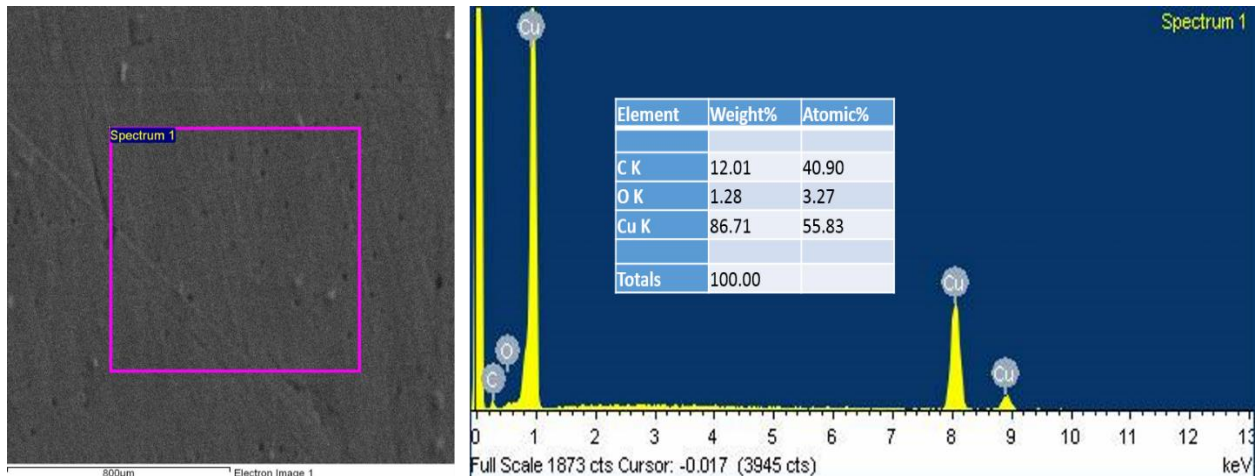 Spectrum 1
800µm
Electron Image 1
Spectrum 1
Cu
Element Weight% Atomic%
C K 12.01 40.90
O K 1.28 3.27
Cu K 86.71 55.83
Totals 100.00
Cu
O
Cu
C
0 1 2 3 4 5 6 7 8 9 10 11 12 13
Full Scale 1873 cts Cursor: -0.017 (3945 cts)
keV